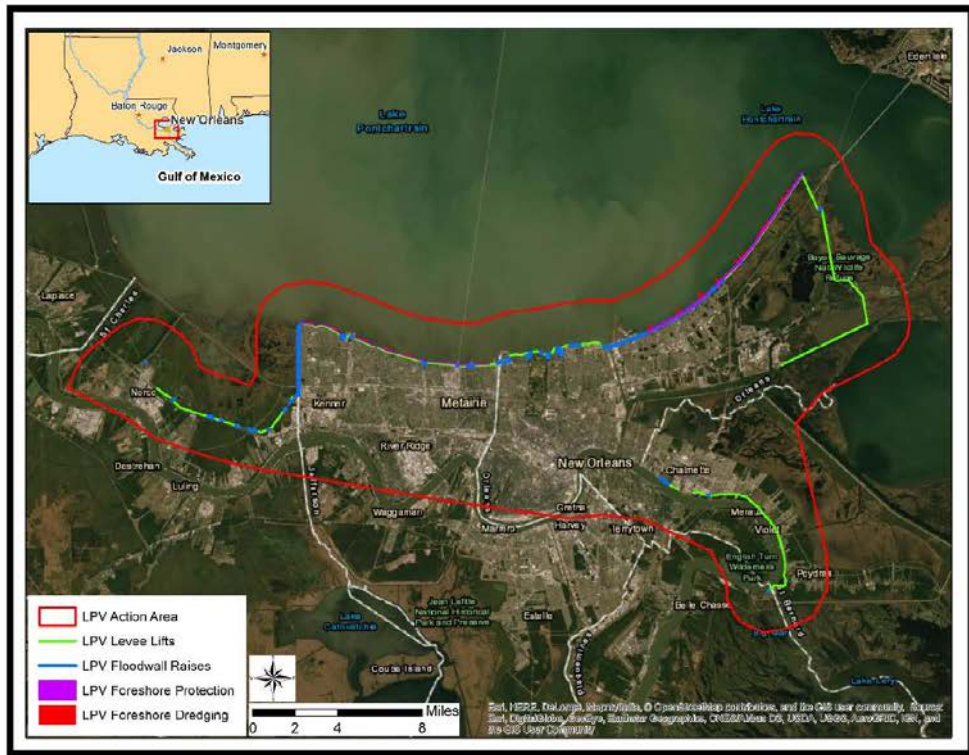 Jackson
Montgomery
Baton Rouge
New Orleans
Gulf of Mexico
Eden Isle
Lake
Pontchartrain
Lake
Pontchartrain
Bayou Sauvage
Nat Wildlife
Refuge
Laplace
St Charles
Norco
Kenner
Metairie
Orleans
Destrehan
Luling
River Ridge
New Orleans
Chalmette
Jefferson
Orleans
Waggaman
Gretna
Marrero
Harvey
Terrytown
Meraux
Violet
English Turn
Wilderness
Park
Poydras
Belle Chasse
St Bernard
Jean Lafitte
National Historical
Park and Preserve
Estelle
Lake
Cataouatche
Couba Island
Plaquemines
Lake Lery
LPV Action Area
LPV Levee Lifts
LPV Floodwall Raises
LPV Foreshore Protection
LPV Foreshore Dredging
Miles
0 2 4 8
Esri, HERE, DeLorme, MapmyIndia, © OpenStreetMap contributors, and the GIS user community, Source:
Esri, DigitalGlobe, GeoEye, Earthstar Geographics, CNES/Airbus DS, USDA, USGS, AeroGRID, IGN, and
the GIS User Community